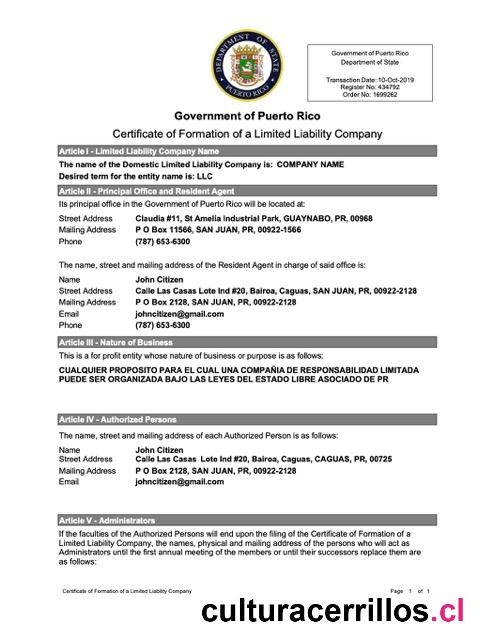 DEPARTMENT OF STATE
PUERTO RICO
Government of Puerto Rico
Department of State
Transaction Date: 10-Oct-2019
Register No: 434792
Order No: 1699262
Government of Puerto Rico
Certificate of Formation of a Limited Liability Company
Article I - Limited Liability Company Name
The name of the Domestic Limited Liability Company is: COMPANY NAME
Desired term for the entity name is: LLC
Article II - Principal Office and Resident Agent
Its principal office in the Government of Puerto Rico will be located at:
Street Address Claudia #11, St Amelia Industrial Park, GUAYNABO, PR, 00968
Mailing Address P O Box 11566, SAN JUAN, PR, 00922-1566
Phone (787) 653-6300
The name, street and mailing address of the Resident Agent in charge of said office is:
Name John Citizen
Street Address Calle Las Casas Lote Ind #20, Bairoa, Caguas, SAN JUAN, PR, 00922-2128
Mailing Address P O Box 2128, SAN JUAN, PR, 00922-2128
Email johncitizen@gmail.com
Phone (787) 653-6300
Article III - Nature of Business
This is a for profit entity whose nature of business or purpose is as follows:
CUALQUIER PROPOSITO PARA EL CUAL UNA COMPAÑIA DE RESPONSABILIDAD LIMITADA
PUEDE SER ORGANIZADA BAJO LAS LEYES DEL ESTADO LIBRE ASOCIADO DE PR
Article IV - Authorized Persons
The name, street and mailing address of each Authorized Person is as follows:
Name John Citizen
Street Address Calle Las Casas Lote Ind #20, Bairoa, Caguas, CAGUAS, PR, 00725
Mailing Address P O Box 2128, SAN JUAN, PR, 00922-2128
Email johncitizen@gmail.com
Article V - Administrators
If the faculties of the Authorized Persons will end upon the filing of the Certificate of Formation of a
Limited Liability Company, the names, physical and mailing address of the persons who will act as
Administrators until the first annual meeting of the members or until their successors replace them are
as follows:
Certificate of Formation of a Limited Liability Company Page 1 of 1
culturacerrillos.cl